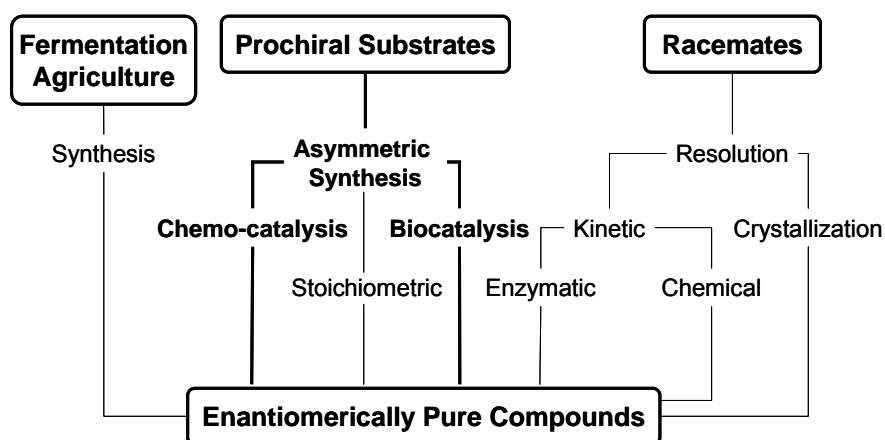 Fermentation
Agriculture
Prochiral Substrates
Racemates
Synthesis
Asymmetric
Synthesis
Resolution
Chemo-catalysis
Biocatalysis
Kinetic
Crystallization
Stoichiometric
Enzymatic
Chemical
Enantiomerically Pure Compounds